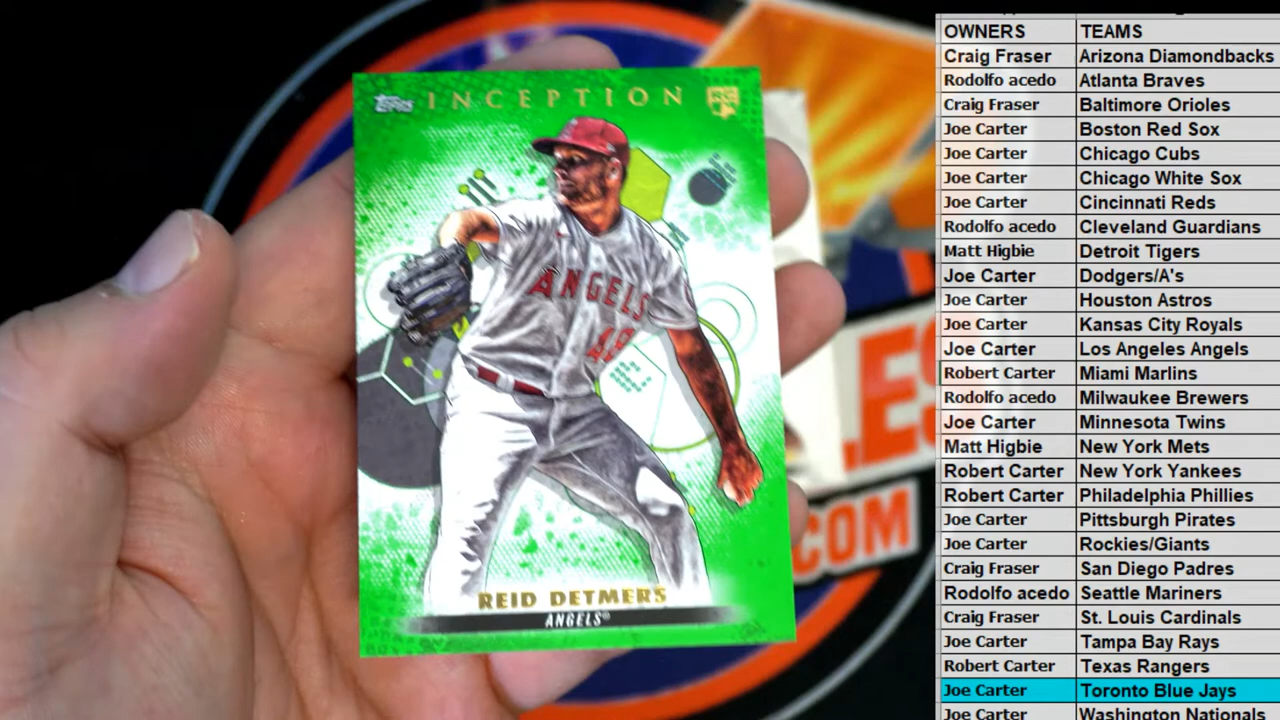 Topps INCEPTION RC
ANGELS
19
REID DETMERS
ANGELS®
.COM
OWNERS TEAMS
Craig Fraser Arizona Diamondbacks
Rodolfo acedo Atlanta Braves
Craig Fraser Baltimore Orioles
Joe Carter Boston Red Sox
Joe Carter Chicago Cubs
Joe Carter Chicago White Sox
Joe Carter Cincinnati Reds
Rodolfo acedo Cleveland Guardians
Matt Higbie Detroit Tigers
Joe Carter Dodgers/A's
Joe Carter Houston Astros
Joe Carter Kansas City Royals
Joe Carter Los Angeles Angels
Robert Carter Miami Marlins
Rodolfo acedo Milwaukee Brewers
Joe Carter Minnesota Twins
Matt Higbie New York Mets
Robert Carter New York Yankees
Robert Carter Philadelphia Phillies
Joe Carter Pittsburgh Pirates
Joe Carter Rockies/Giants
Craig Fraser San Diego Padres
Rodolfo acedo Seattle Mariners
Craig Fraser St. Louis Cardinals
Joe Carter Tampa Bay Rays
Robert Carter Texas Rangers
Joe Carter Toronto Blue Jays
Joe Carter Washington Nationals